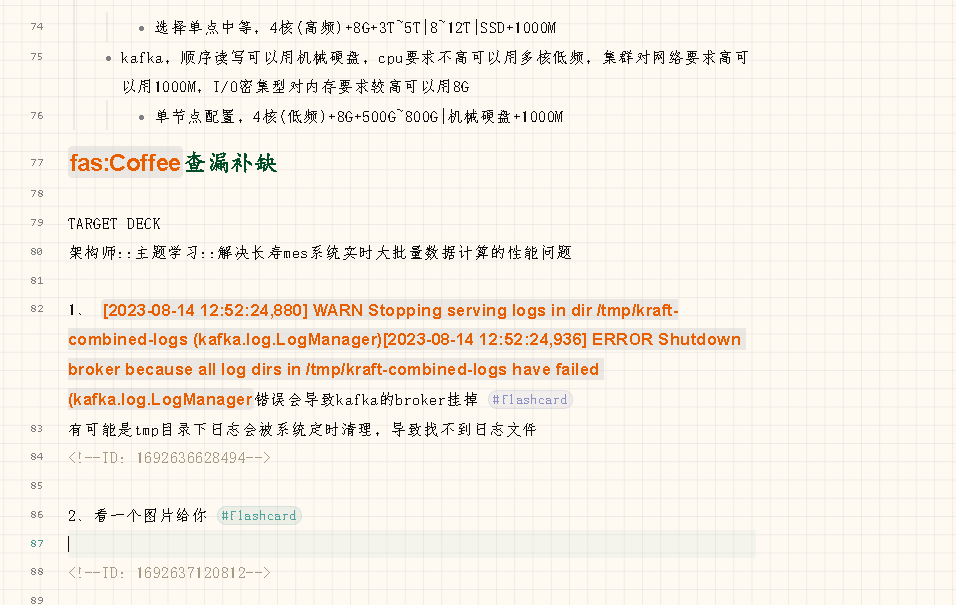 74 选择单点中等，4核(高频)+8G+3T~5T|8~12T|SSD+1000M
75 kafka，顺序读写可以用机械硬盘，cpu要求不高可以用多核低频，集群对网络要求高可
以用1000M，I/O密集型对内存要求较高可以用8G
76 单节点配置，4核(低频)+8G+500G~800G|机械硬盘+1000M
77 fas:Coffee查漏补缺
78
79 TARGET DECK
80 架构师::主题学习::解决长寿mes系统实时大批量数据计算的性能问题
81
82 1、 [2023-08-14 12:52:24,880] WARN Stopping serving logs in dir /tmp/kraft-
combined-logs (kafka.log.LogManager)[2023-08-14 12:52:24,936] ERROR Shutdown
broker because all log dirs in /tmp/kraft-combined-logs have failed
(kafka.log.LogManager错误会导致kafka的broker挂掉 #flashcard
83 有可能是tmp目录下日志会被系统定时清理，导致找不到日志文件
84 <!--ID: 1692636628494-->
85
86 2、看一个图片给你 #flashcard
87
88 <!--ID: 1692637120812-->
89